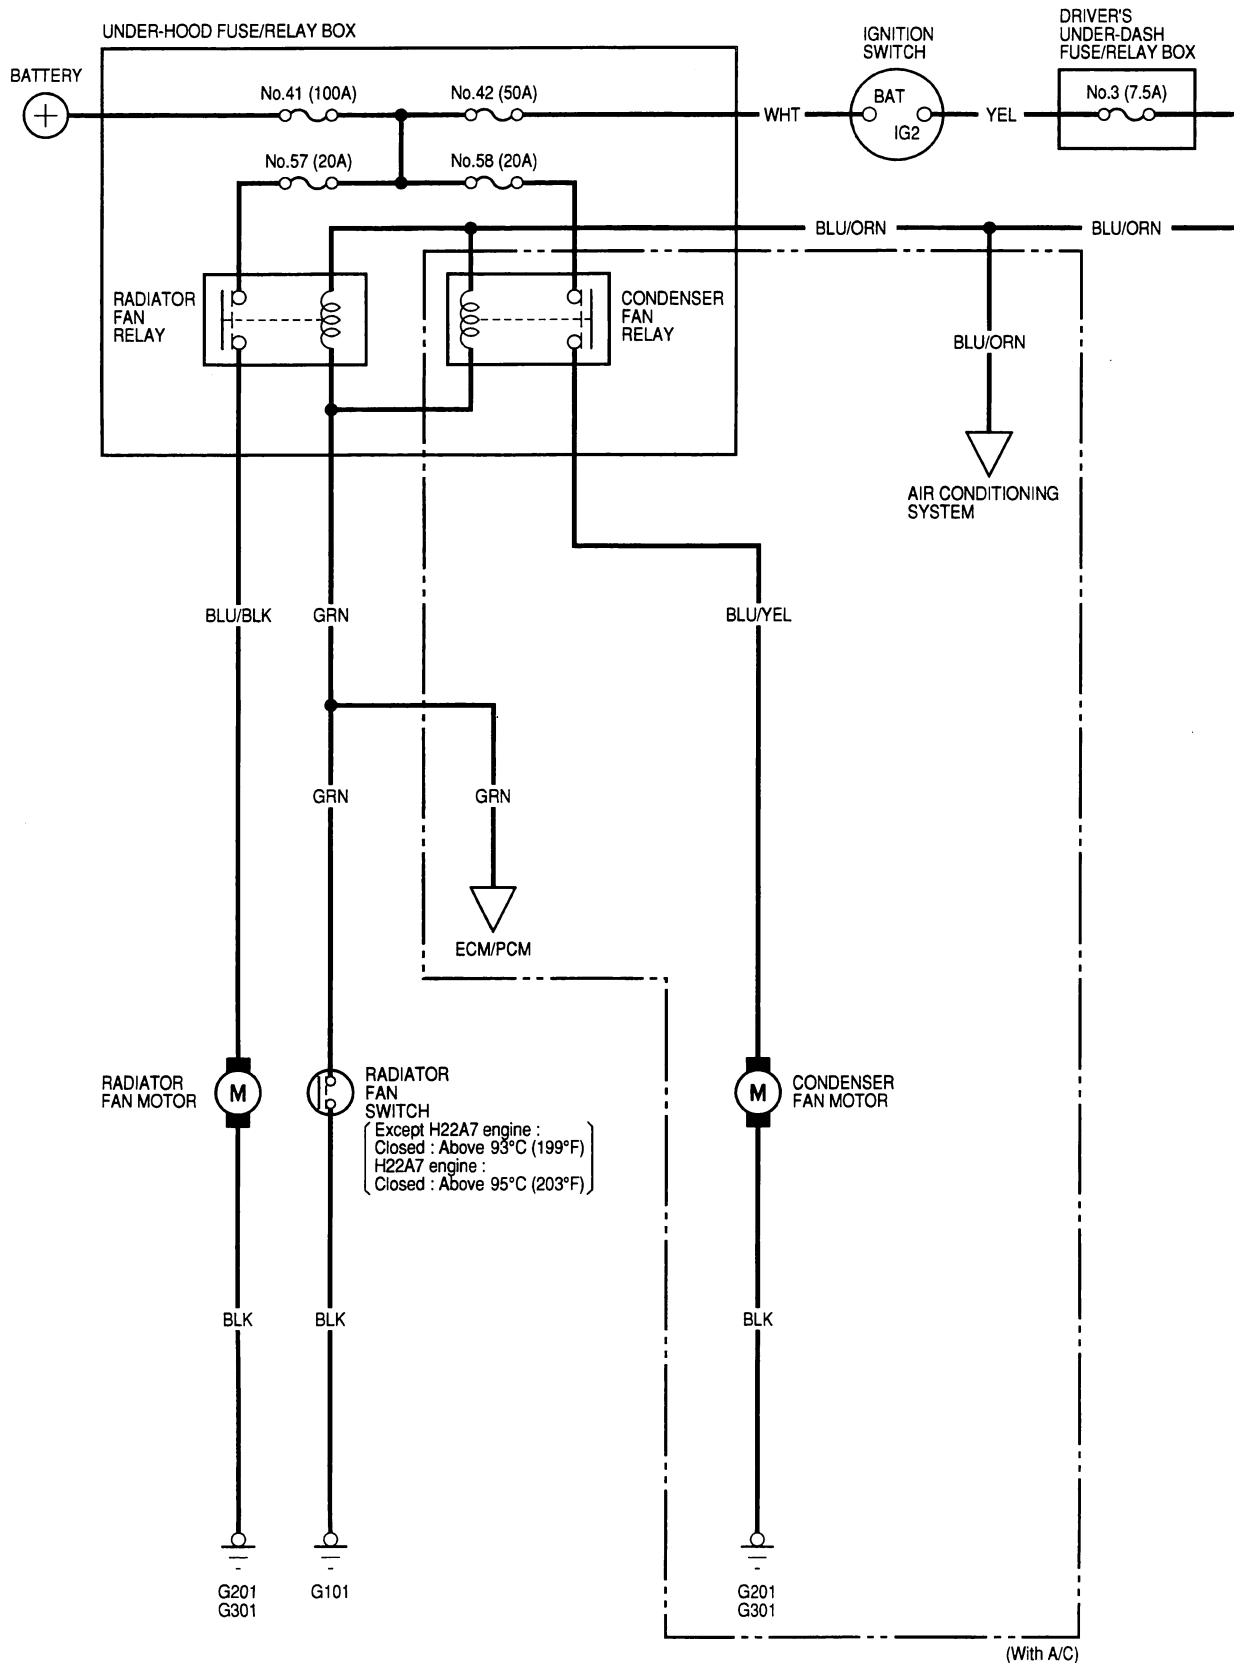 UNDER-HOOD FUSE/RELAY BOX
BATTERY
No.41 (100A)
No.42 (50A)
WHT
IGNITION
SWITCH
BAT
IG2
YEL
DRIVER'S
UNDER-DASH
FUSE/RELAY BOX
No.3 (7.5A)
No.57 (20A)
No.58 (20A)
BLU/ORN
BLU/ORN
RADIATOR
FAN
RELAY
CONDENSER
FAN
RELAY
BLU/ORN
AIR CONDITIONING
SYSTEM
BLU/BLK
GRN
BLU/YEL
GRN
GRN
ECM/PCM
RADIATOR
FAN MOTOR
M
RADIATOR
FAN
SWITCH
Except H22A7 engine :
Closed : Above 93°C (199°F)
H22A7 engine :
Closed : Above 95°C (203°F)
M
CONDENSER
FAN MOTOR
BLK
BLK
BLK
G201
G301
G101
G201
G301
(With A/C)